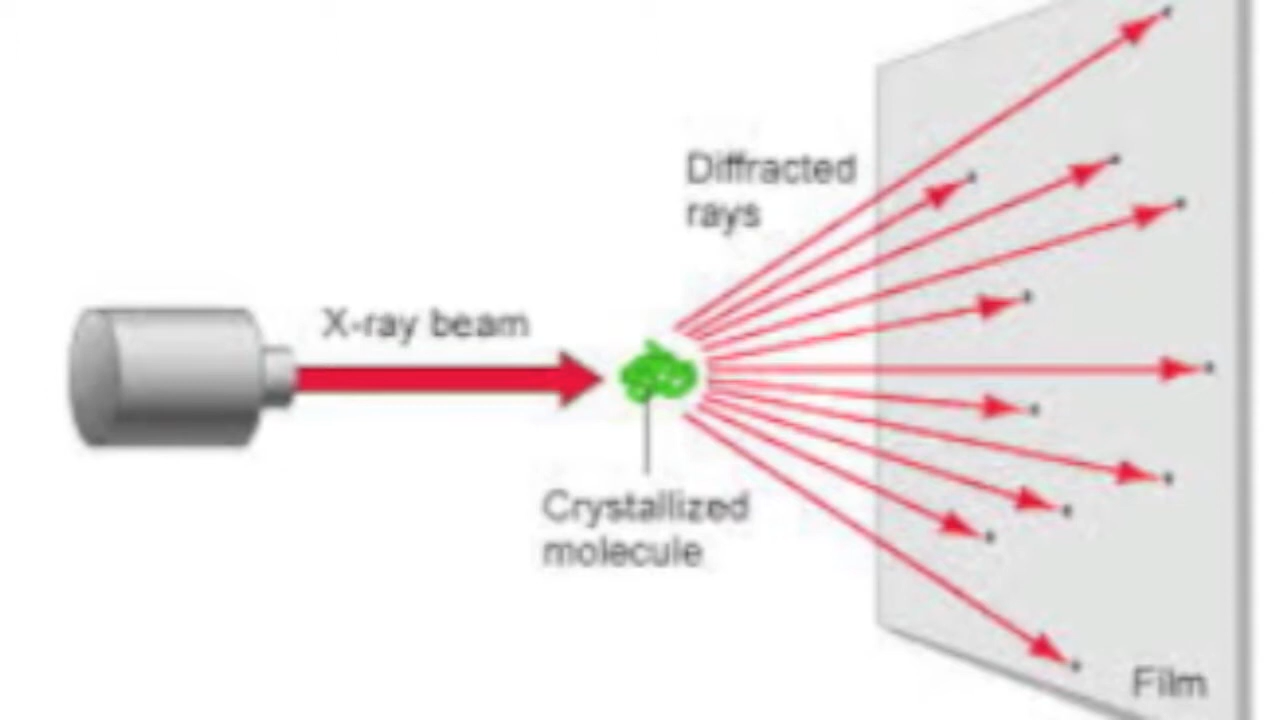 Diffracted
rays
X-ray beam
Crystallized
molecule
Film